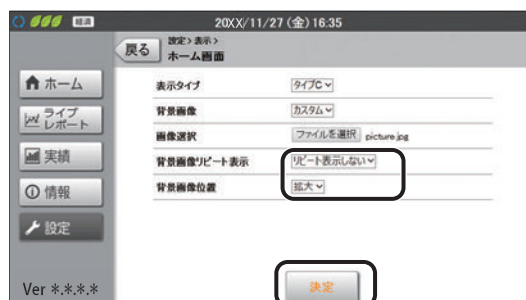 経済
20XX/11/27 (金) 16:35
戻る
設定>表示>
ホーム画面
ホーム
ライブ
レポート
実績
情報
設定
Ver *.*.*.*
表示タイプ
タイプC
背景画像
カスタム
画像選択
ファイルを選択 picture.jpg
背景画像リピート表示
リピート表示しない
背景画像位置
拡大
決定